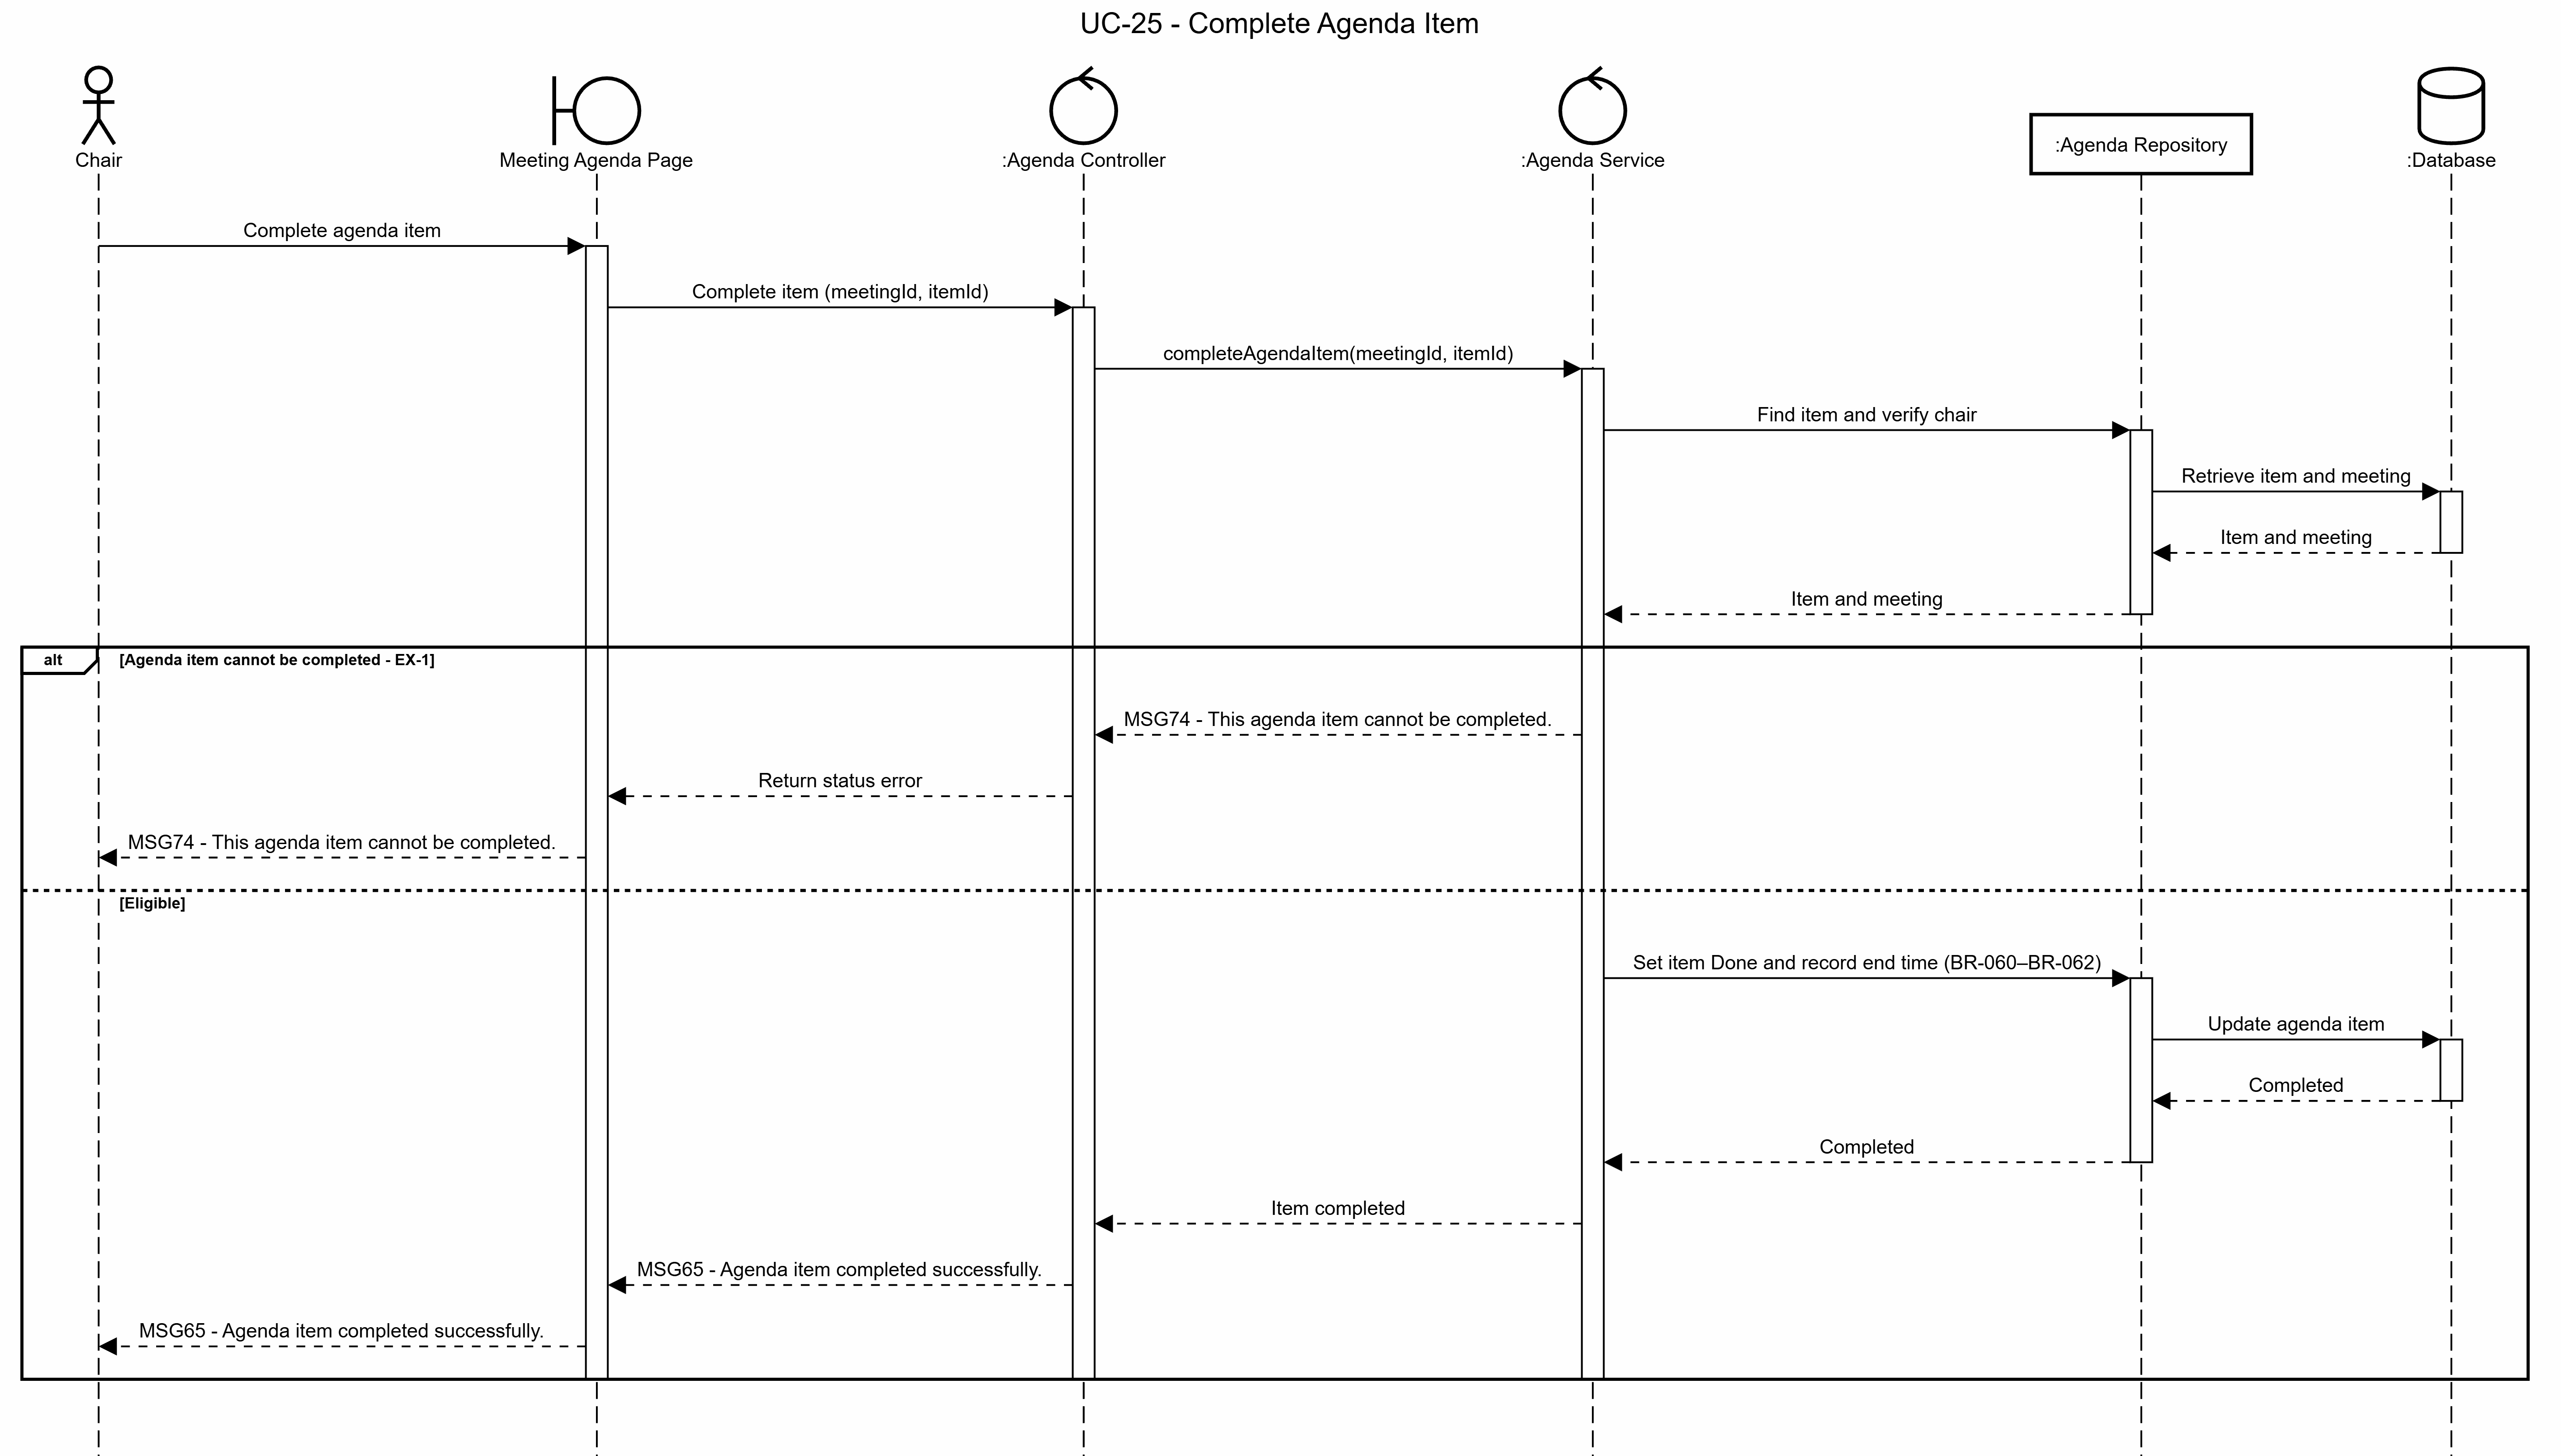 UC-25 - Complete Agenda Item
Chair
Meeting Agenda Page
:Agenda Controller
:Agenda Service
:Agenda Repository
:Database
Complete agenda item
Complete item (meetingId, itemId)
completeAgendaItem(meetingId, itemId)
Find item and verify chair
Retrieve item and meeting
Item and meeting
Item and meeting
alt
[Agenda item cannot be completed - EX-1]
MSG74 - This agenda item cannot be completed.
Return status error
MSG74 - This agenda item cannot be completed.
[Eligible]
Set item Done and record end time (BR-060–BR-062)
Update agenda item
Completed
Completed
Item completed
MSG65 - Agenda item completed successfully.
MSG65 - Agenda item completed successfully.